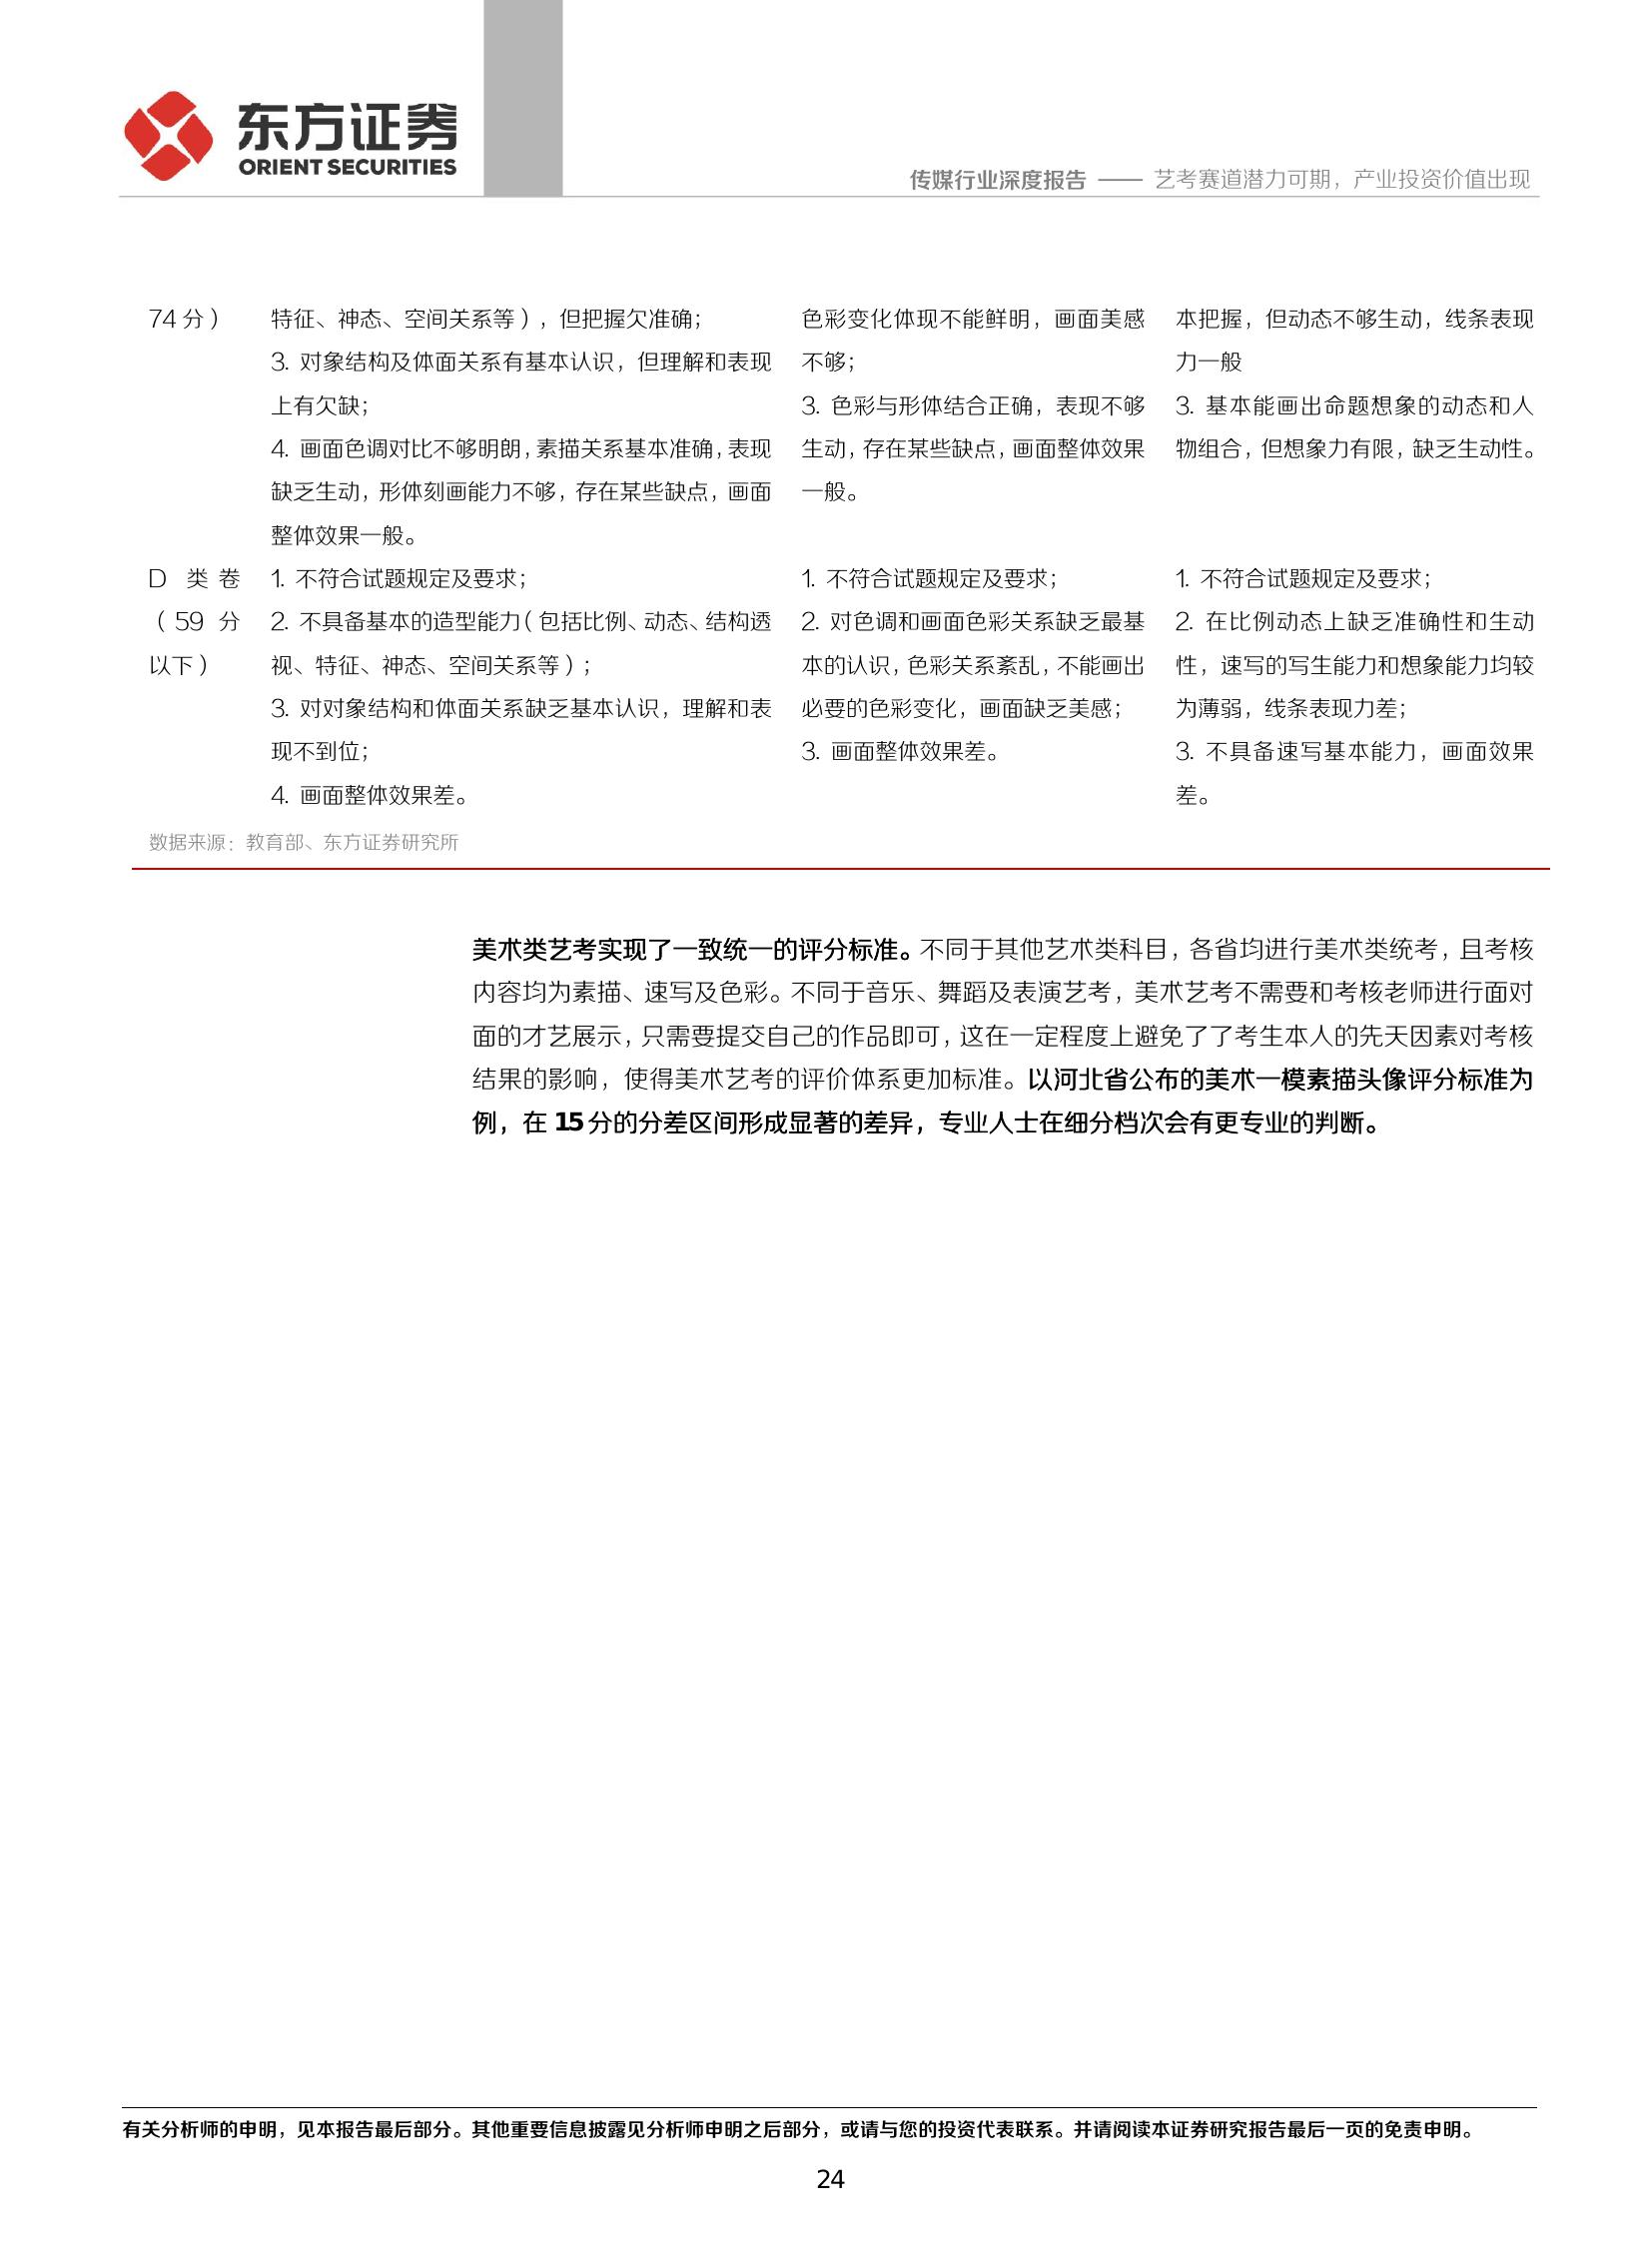 东方证券
ORIENT SECURITIES
传媒行业深度报告 —— 艺考赛道潜力可期，产业投资价值出现
74 分）
特征、神态、空间关系等），但把握欠准确；
3. 对象结构及体面关系有基本认识，但理解和表现
上有欠缺；
4. 画面色调对比不够明朗，素描关系基本准确，表现
缺乏生动，形体刻画能力不够，存在某些缺点，画面
整体效果一般。
色彩变化体现不能鲜明，画面美感
不够；
3. 色彩与形体结合正确，表现不够
生动，存在某些缺点，画面整体效果
一般。
本把握，但动态不够生动，线条表现
力一般
3. 基本能画出命题想象的动态和人
物组合，但想象力有限，缺乏生动性。
D 类卷
（59 分
以下）
1. 不符合试题规定及要求；
2. 不具备基本的造型能力（包括比例、动态、结构透
视、特征、神态、空间关系等）；
3. 对对象结构和体面关系缺乏基本认识，理解和表
现不到位；
4. 画面整体效果差。
1. 不符合试题规定及要求；
2. 对色调和画面色彩关系缺乏最基
本的认识，色彩关系紊乱，不能画出
必要的色彩变化，画面缺乏美感；
3. 画面整体效果差。
1. 不符合试题规定及要求；
2. 在比例动态上缺乏准确性和生动
性，速写的写生能力和想象能力均较
为薄弱，线条表现力差；
3. 不具备速写基本能力，画面效果
差。
数据来源：教育部、东方证券研究所
美术类艺考实现了一致统一的评分标准。不同于其他艺术类科目，各省均进行美术类统考，且考核
内容均为素描、速写及色彩。不同于音乐、舞蹈及表演艺考，美术艺考不需要和考核老师进行面对
面的才艺展示，只需要提交自己的作品即可，这在一定程度上避免了了考生本人的先天因素对考核
结果的影响，使得美术艺考的评价体系更加标准。以河北省公布的美术一模素描头像评分标准为
例，在 15 分的分差区间形成显著的差异，专业人士在细分档次会有更专业的判断。
有关分析师的申明，见本报告最后部分。其他重要信息披露见分析师申明之后部分，或请与您的投资代表联系。并请阅读本证券研究报告最后一页的免责申明。
24